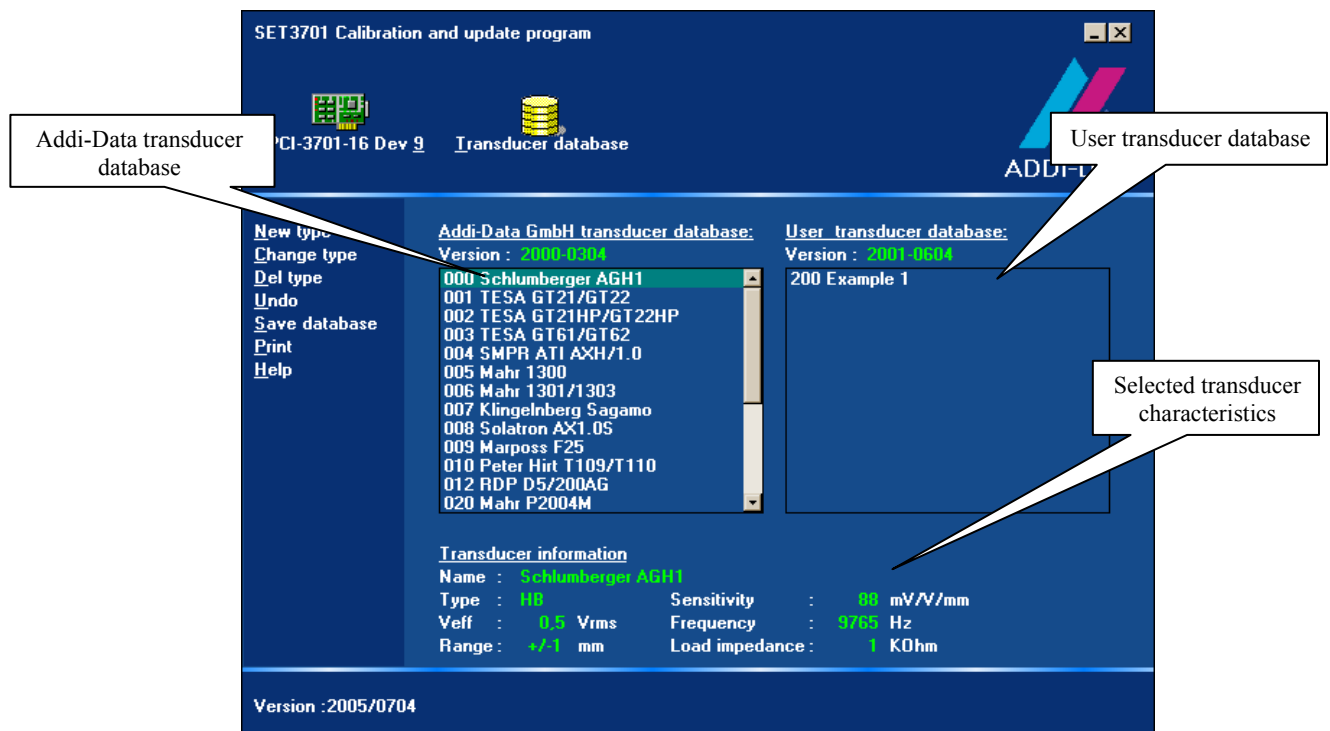 SET3701 Calibration and update program
PCI-3701-16 Dev 9
Transducer database
Addi-Data transducer
database
User transducer database
New type
Change type
Del type
Undo
Save database
Print
Help
Addi-Data GmbH transducer database:
Version : 2000-0304
000 Schlumberger AGH1
001 TESA GT21/GT22
002 TESA GT21HP/GT22HP
003 TESA GT61/GT62
004 SMPR ATI AXH/1.0
005 Mahr 1300
006 Mahr 1301/1303
007 Klingelnberg Sagamo
008 Solatron AX1.0S
009 Marposs F25
010 Peter Hirt T109/T110
012 RDP D5/200AG
020 Mahr P2004M
User transducer database:
Version : 2001-0604
200 Example 1
Selected transducer
characteristics
Transducer information
Name : Schlumberger AGH1
Type : HB Sensitivity : 88 mV/V/mm
Veff : 0,5 Vrms Frequency : 9765 Hz
Range : +/-1 mm Load impedance : 1 KOhm
Version :2005/0704